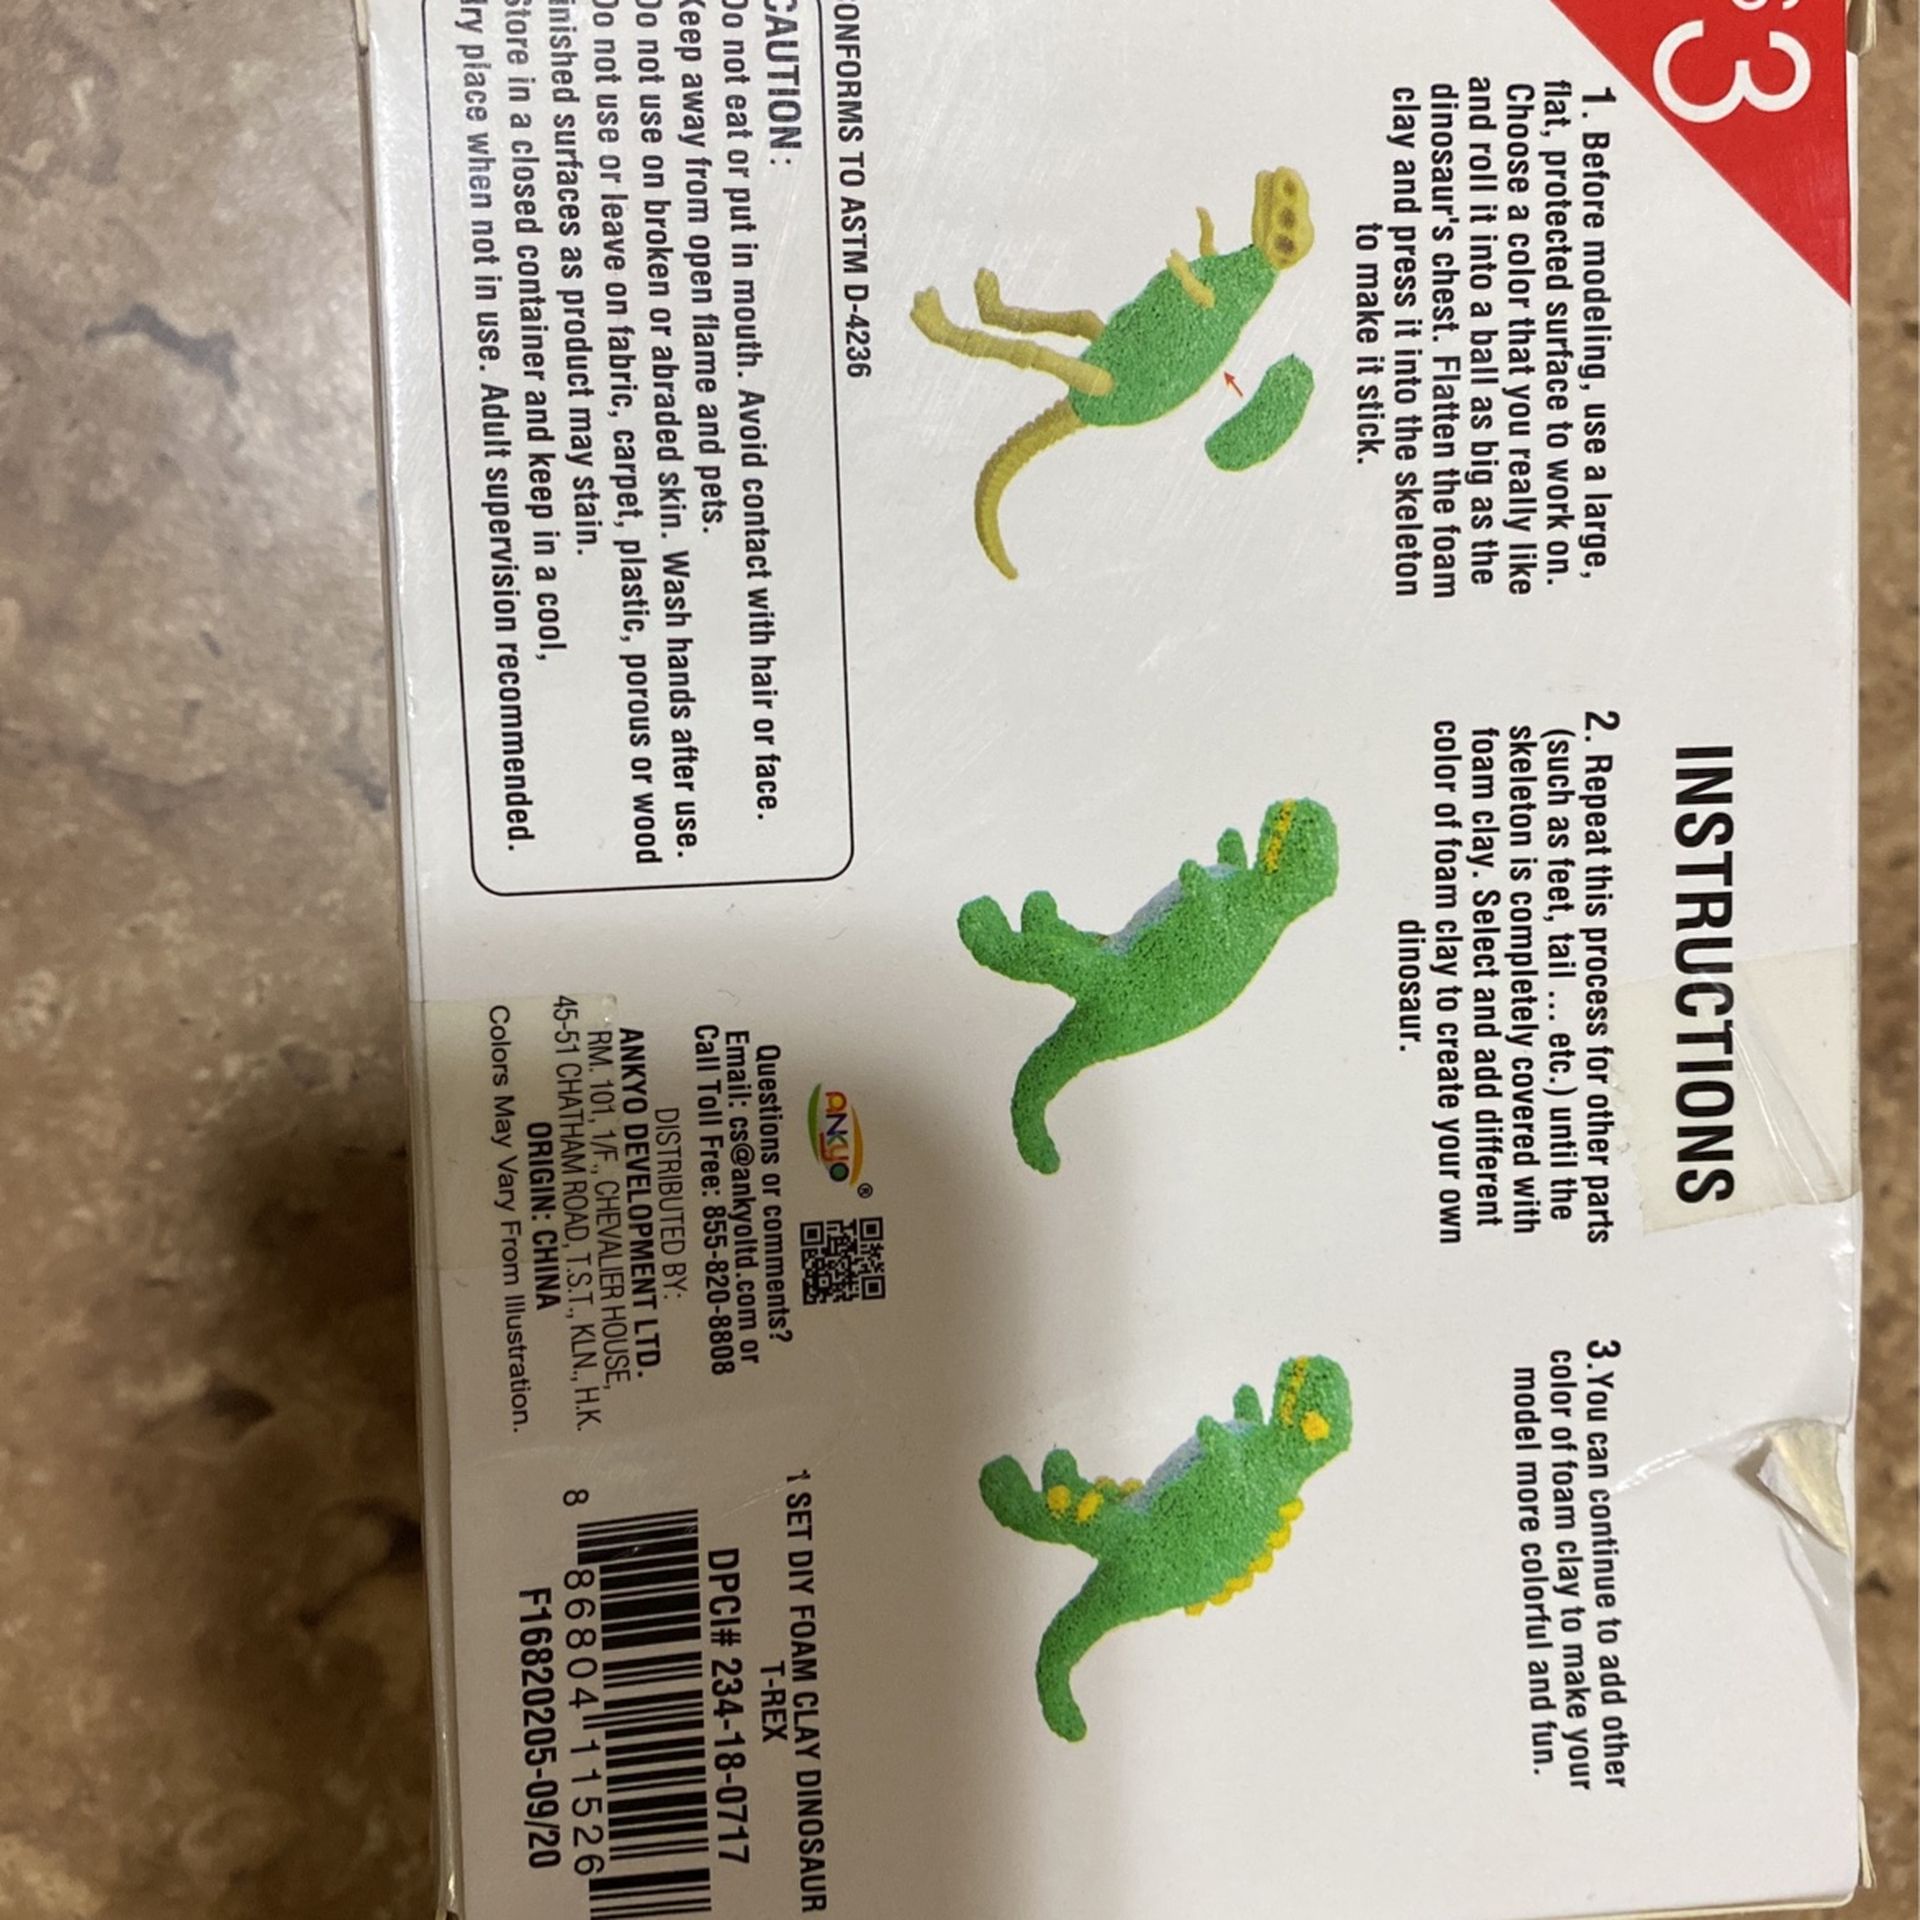 $3
INSTRUCTIONS
1. Before modeling, use a large,
flat, protected surface to work on.
Choose a color that you really like
and roll it into a ball as big as the
dinosaur's chest. Flatten the foam
clay and press it into the skeleton
to make it stick.
2. Repeat this process for other parts
(such as feet, tail ... etc.) until the
skeleton is completely covered with
foam clay. Select and add different
color of foam clay to create your own
dinosaur.
3.You can continue to add other
color of foam clay to make your
model more colorful and fun.
CONFORMS TO ASTM D-4236
CAUTION :
Do not eat or put in mouth. Avoid contact with hair or face.
Keep away from open flame and pets.
Do not use on broken or abraded skin. Wash hands after use.
Do not use or leave on fabric, carpet, plastic, porous or wood
finished surfaces as product may stain.
Store in a closed container and keep in a cool,
dry place when not in use. Adult supervision recommended.
ANKYO ®
Questions or comments?
Email: cs@ankyoltd.com or
Call Toll Free: 855-820-8808
DISTRIBUTED BY:
ANKYO DEVELOPMENT LTD.
RM. 101, 1/F., CHEVALIER HOUSE,
45-51 CHATHAM ROAD, T.S.T., KLN., H.K.
ORIGIN: CHINA
Colors May Vary From Illustration.
1 SET DIY FOAM CLAY DINOSAUR
T-REX
DPCI# 234-18-0717
8 86804 11526
F16820205-09/20